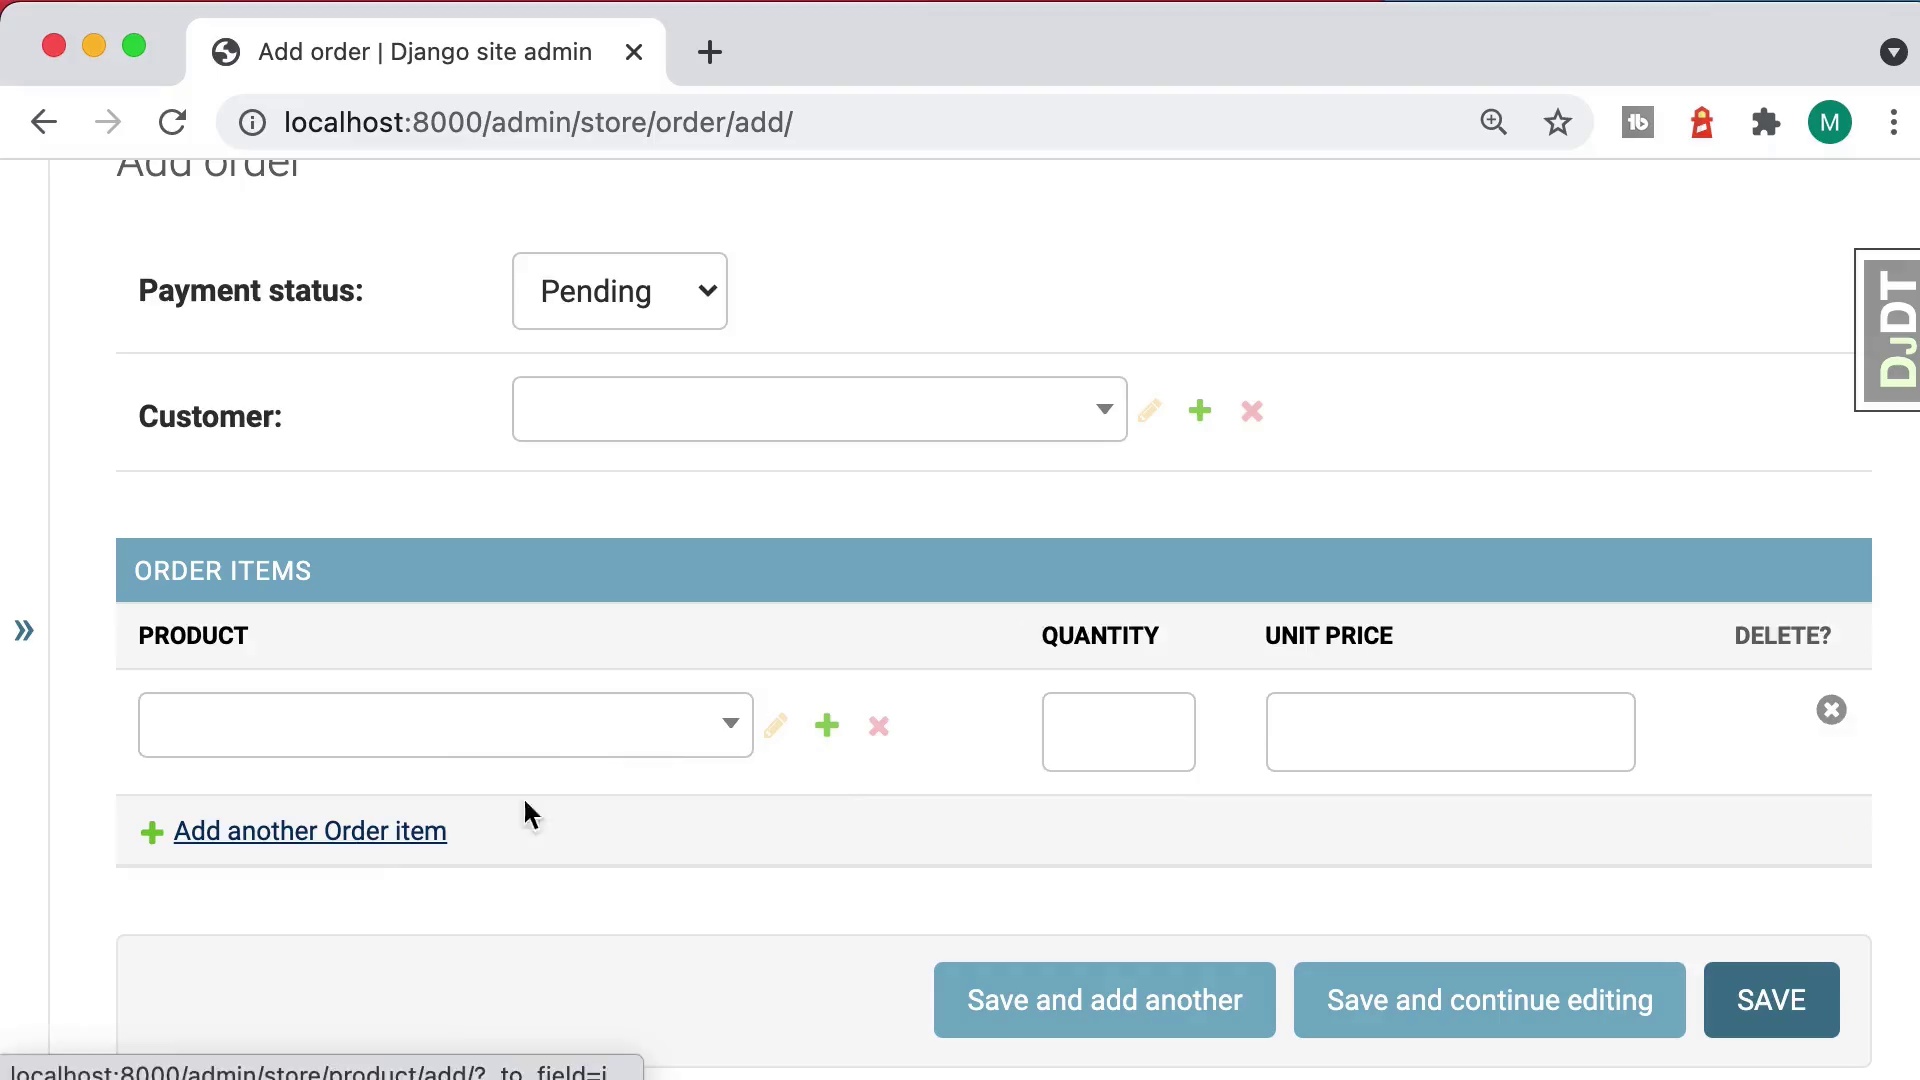 Add order | Django site admin
localhost:8000/admin/store/order/add/
M
Add order
Payment status:
Pending
DJDT
Customer:
ORDER ITEMS
PRODUCT QUANTITY UNIT PRICE DELETE?
Add another Order item
Save and add another Save and continue editing SAVE
localhost:8000/admin/store/product/add/?_to_field=i